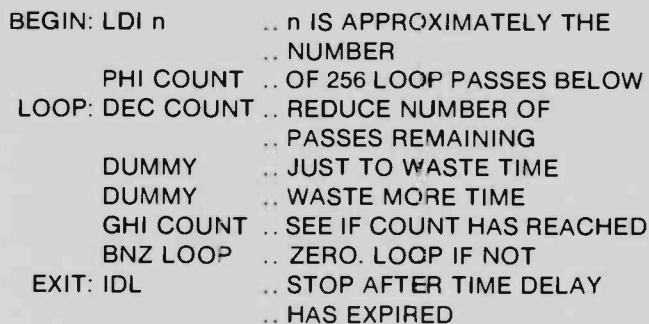 BEGIN: LDI n .. n IS APPROXIMATELY THE
.. NUMBER
PHI COUNT .. OF 256 LOOP PASSES BELOW
LOOP: DEC COUNT .. REDUCE NUMBER OF
.. PASSES REMAINING
DUMMY .. JUST TO WASTE TIME
DUMMY .. WASTE MORE TIME
GHI COUNT .. SEE IF COUNT HAS REACHED
BNZ LOOP .. ZERO. LOOP IF NOT
EXIT: IDL .. STOP AFTER TIME DELAY
.. HAS EXPIRED